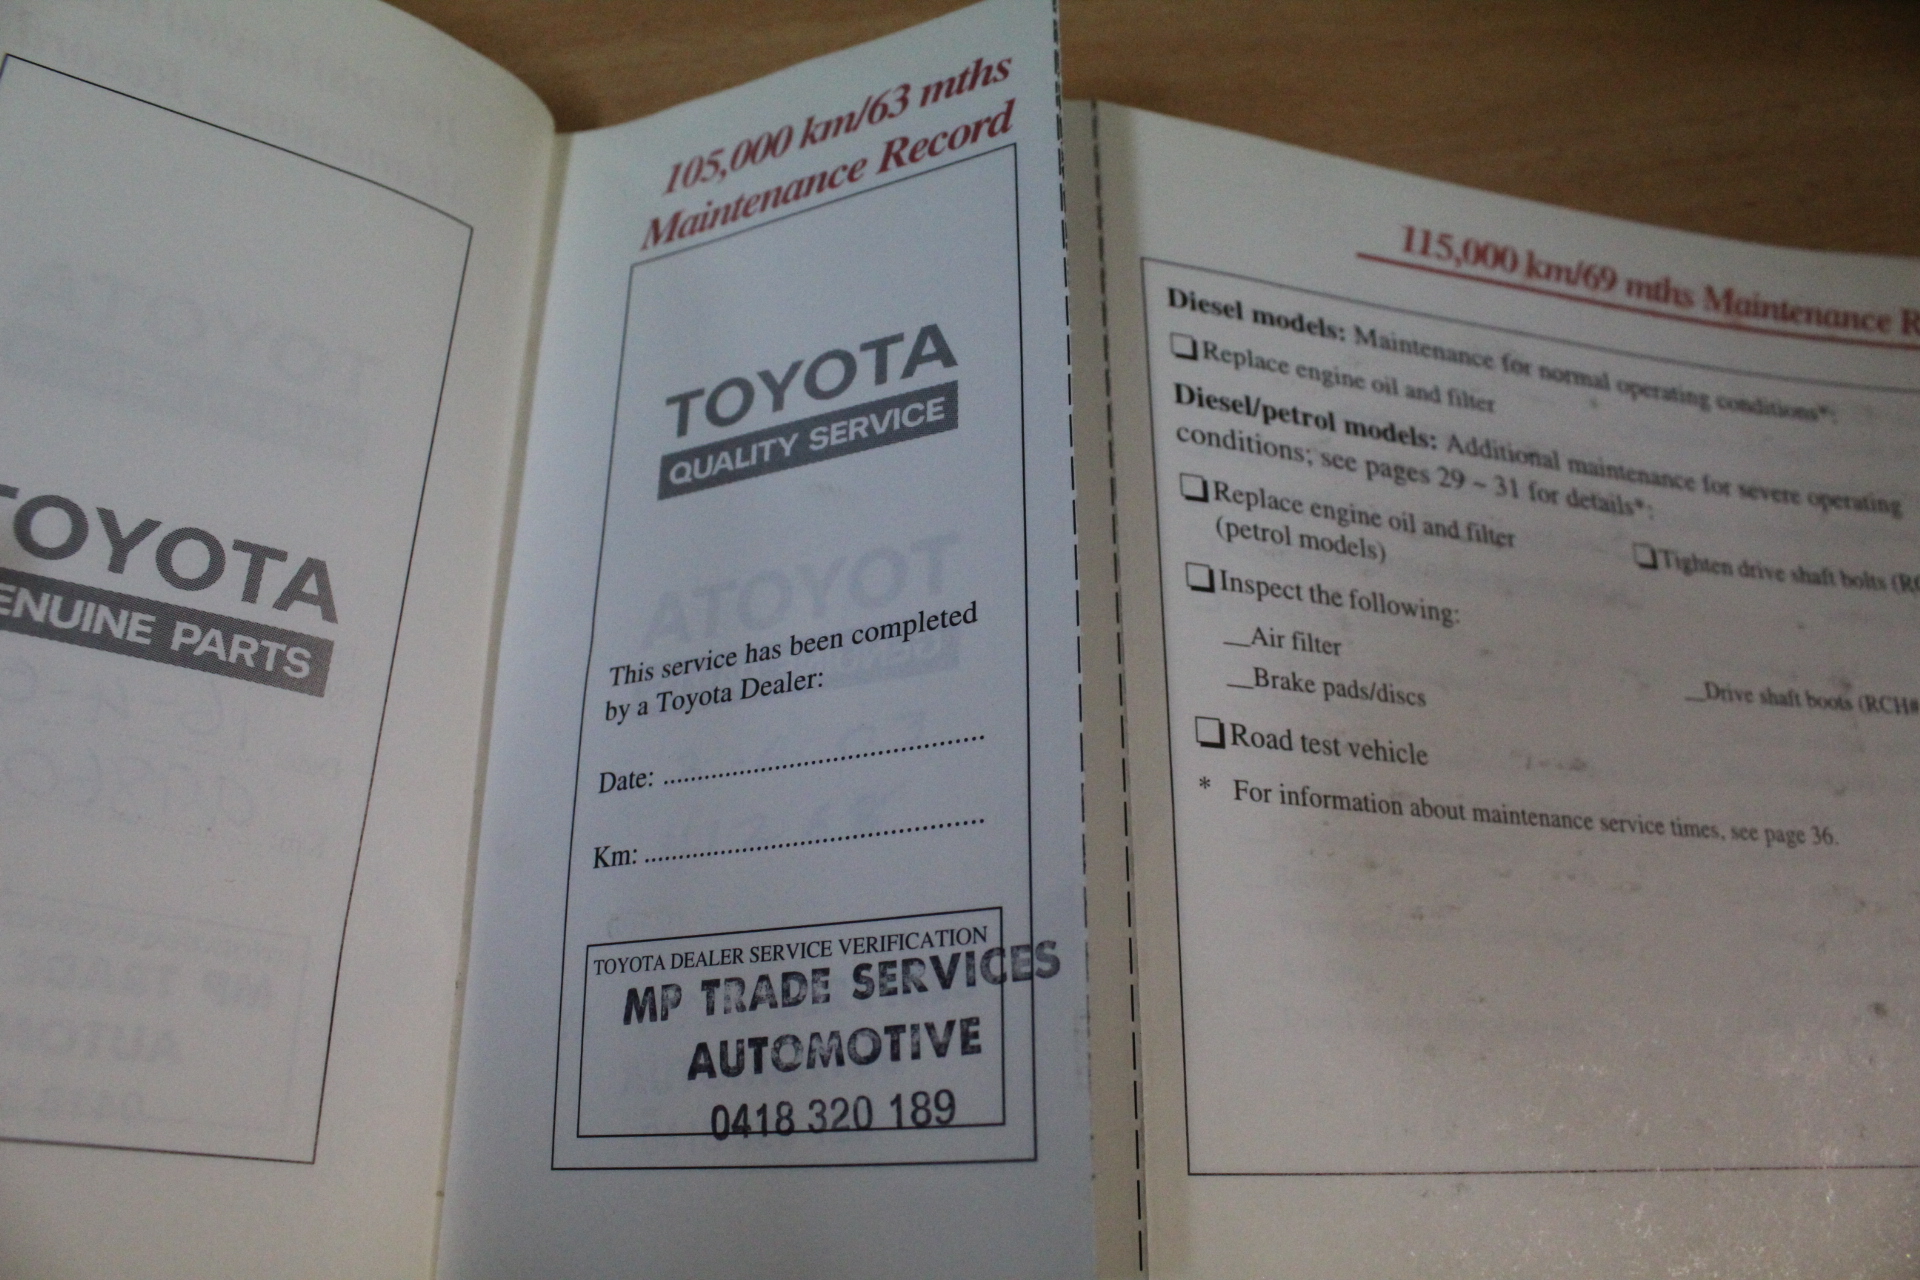 TOYOTA
ENUINE PARTS
105,000 km/63 mths
Maintenance Record
TOYOTA
QUALITY SERVICE
This service has been completed
by a Toyota Dealer:
Date:
Km:
TOYOTA DEALER SERVICE VERIFICATION
MP TRADE SERVICES
AUTOMOTIVE
0418 320 189
115,000 km/69 mths Maintenance R
Diesel models: Maintenance for normal operating conditions*:
❏ Replace engine oil and filter
Diesel/petrol models: Additional maintenance for severe operating
conditions; see pages 29 ~ 31 for details*:
❏ Replace engine oil and filter
(petrol models)
❏ Tighten drive shaft bolts (RC
❏ Inspect the following:
__Air filter
__Brake pads/discs
__Drive shaft boots (RCH#
❏ Road test vehicle
* For information about maintenance service times, see page 36.